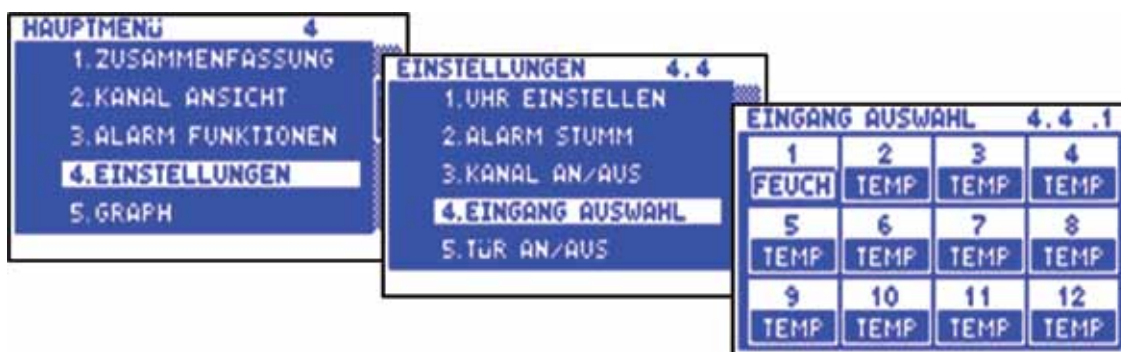 HAUPTMENü 4
1.ZUSAMMENFASSUNG
2.KANAL ANSICHT
3.ALARM FUNKTIONEN
4.EINSTELLUNGEN
5.GRAPH
EINSTELLUNGEN 4.4
1.UHR EINSTELLEN
2.ALARM STUMM
3.KANAL AN/AUS
4.EINGANG AUSWAHL
5.TüR AN/AUS
EINGANG AUSWAHL 4.4 .1
1 2 3 4
FEUCH TEMP TEMP TEMP
5 6 7 8
TEMP TEMP TEMP TEMP
9 10 11 12
TEMP TEMP TEMP TEMP